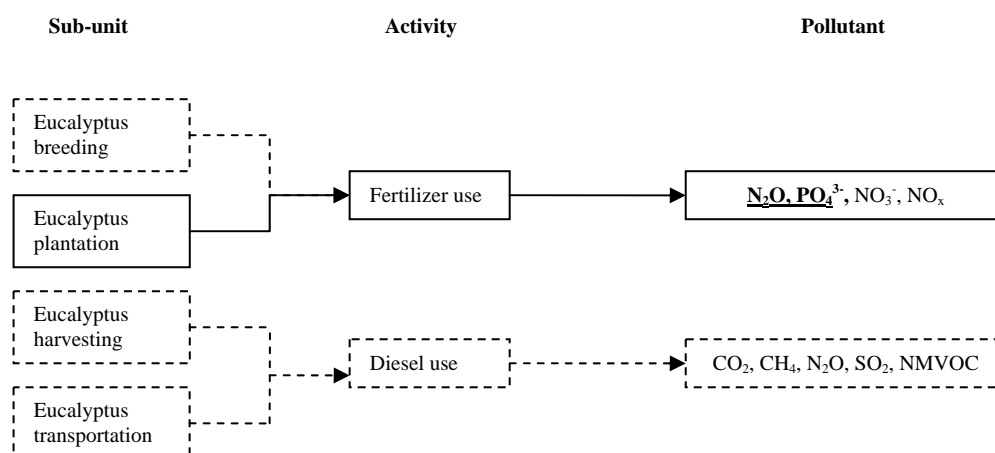 Sub-unit Activity Pollutant
Eucalyptus
breeding
Fertilizer use
N₂O, PO₄³⁻, NO₃⁻, NOₓ
Eucalyptus
plantation
Eucalyptus
harvesting
Diesel use
CO₂, CH₄, N₂O, SO₂, NMVOC
Eucalyptus
transportation